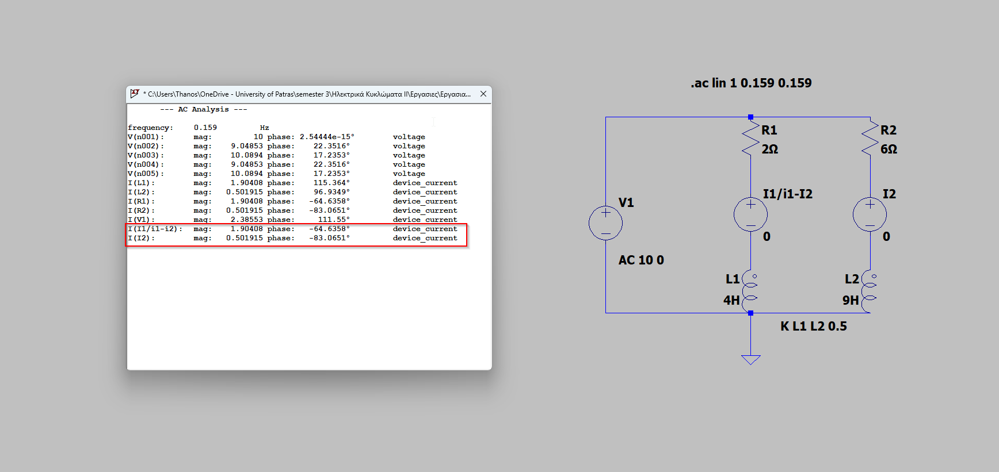 * C:\Users\Thanos\OneDrive - University of Patras\semester 3\Ηλεκτρικά Κυκλώματα ΙΙ\Εργασιες\Εργασια...
--- AC Analysis ---
frequency: 0.159 Hz
V(n001): mag: 10 phase: 2.54444e-15° voltage
V(n002): mag: 9.04853 phase: 22.3516° voltage
V(n003): mag: 10.0894 phase: 17.2353° voltage
V(n004): mag: 9.04853 phase: 22.3516° voltage
V(n005): mag: 10.0894 phase: 17.2353° voltage
I(L1): mag: 1.90408 phase: 115.364° device_current
I(L2): mag: 0.501915 phase: 96.9349° device_current
I(R1): mag: 1.90408 phase: -64.6358° device_current
I(R2): mag: 0.501915 phase: -83.0651° device_current
I(V1): mag: 2.38553 phase: 111.55° device_current
I(I1/i1-i2): mag: 1.90408 phase: -64.6358° device_current
I(I2): mag: 0.501915 phase: -83.0651° device_current
.ac lin 1 0.159 0.159
R1
2Ω
R2
6Ω
I1/i1-I2
I2
V1
0
0
AC 10 0
L1
4H
L2
9H
K L1 L2 0.5